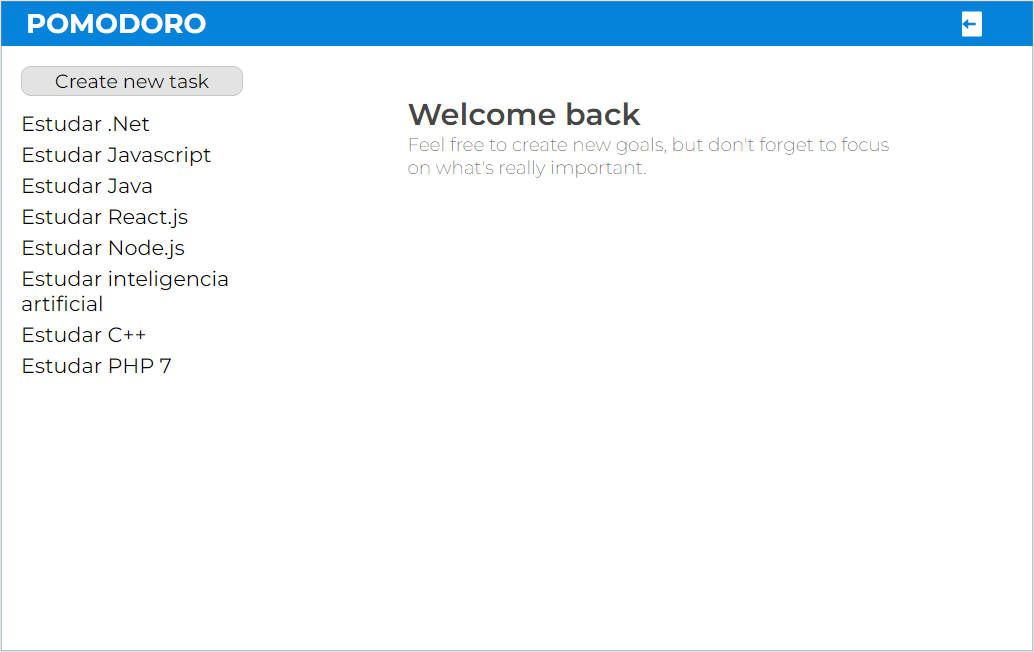 POMODORO
Create new task
Estudar .Net
Estudar Javascript
Estudar Java
Estudar React.js
Estudar Node.js
Estudar inteligencia
artificial
Estudar C++
Estudar PHP 7
Welcome back
Feel free to create new goals, but don't forget to focus
on what's really important.